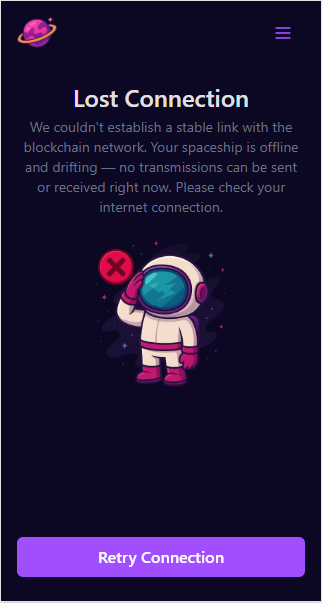 Lost Connection
We couldn't establish a stable link with the
blockchain network. Your spaceship is offline
and drifting — no transmissions can be sent
or received right now. Please check your
internet connection.
Retry Connection